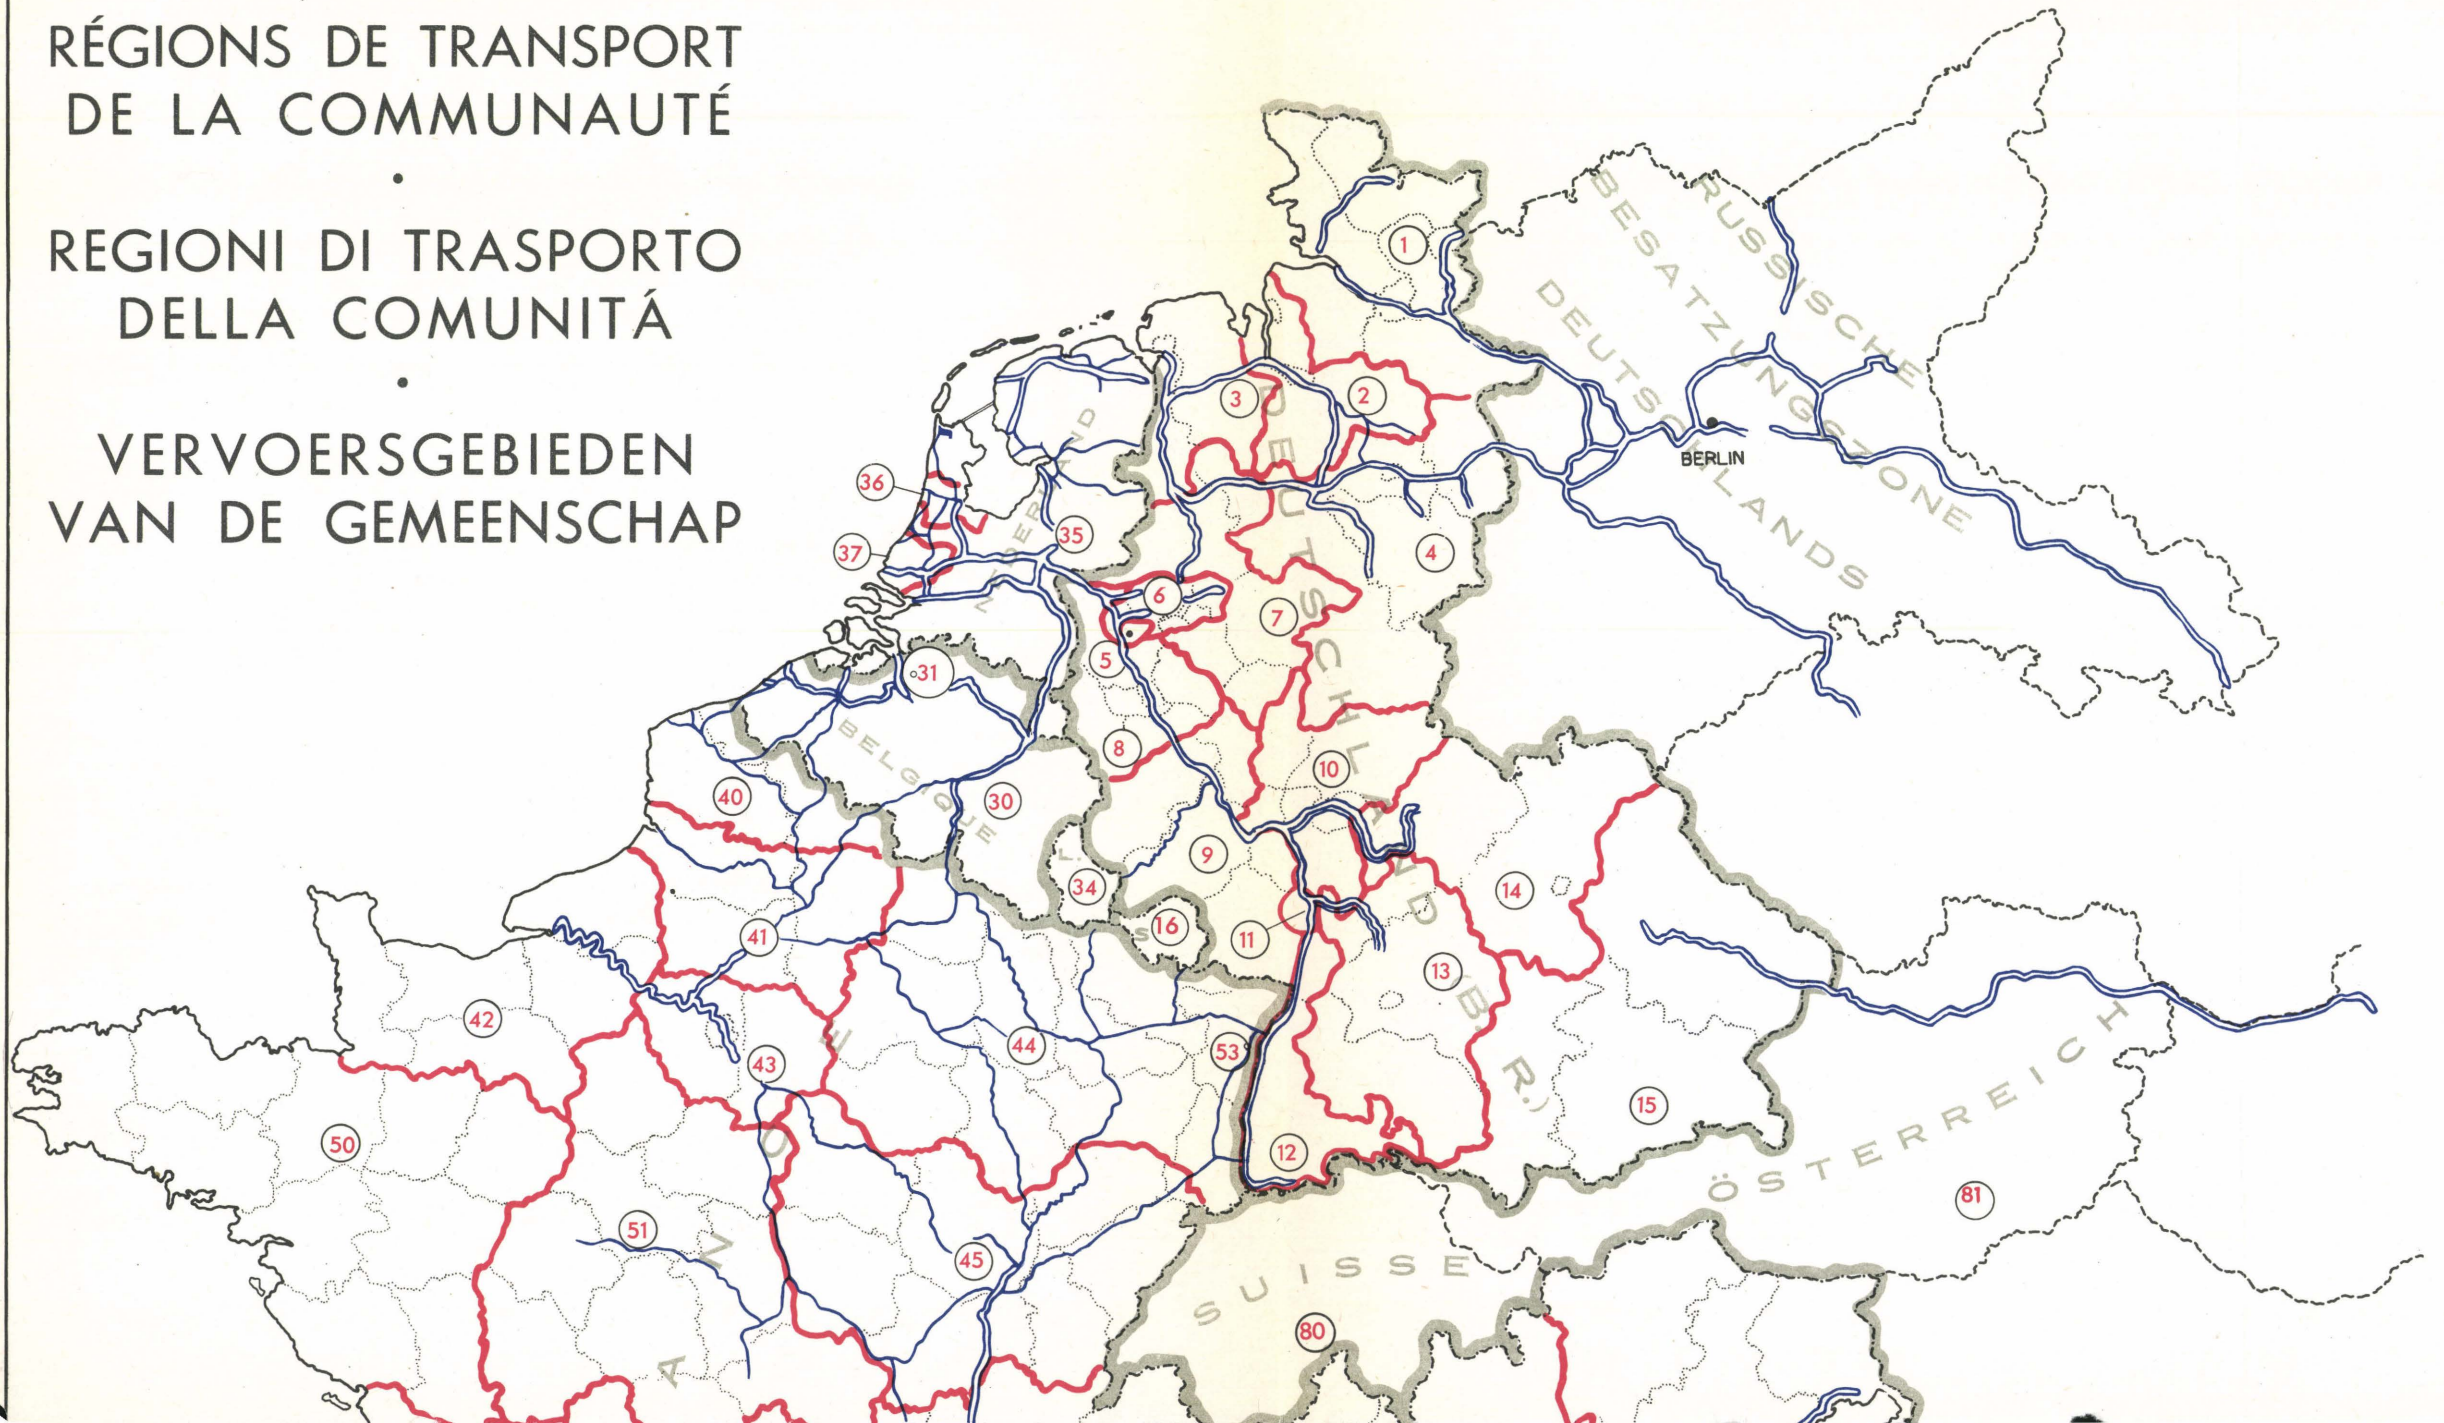 RÉGIONS DE TRANSPORT
DE LA COMMUNAUTÉ
•
REGIONI DI TRASPORTO
DELLA COMUNITÁ
•
VERVOERSGEBIEDEN
VAN DE GEMEENSCHAP
RUSSISCHE
BESATZUNGSZONE
DEUTSCHLANDS
BERLIN
DEUTSCHLAND (B. R.)
NEDERLAND
BELGIQUE
L.
S
SUISSE
ÖSTERREICH
1
2
3
4
5
6
7
8
9
10
11
12
13
14
15
16
30
31
34
35
36
37
40
41
42
43
44
45
50
51
53
80
81